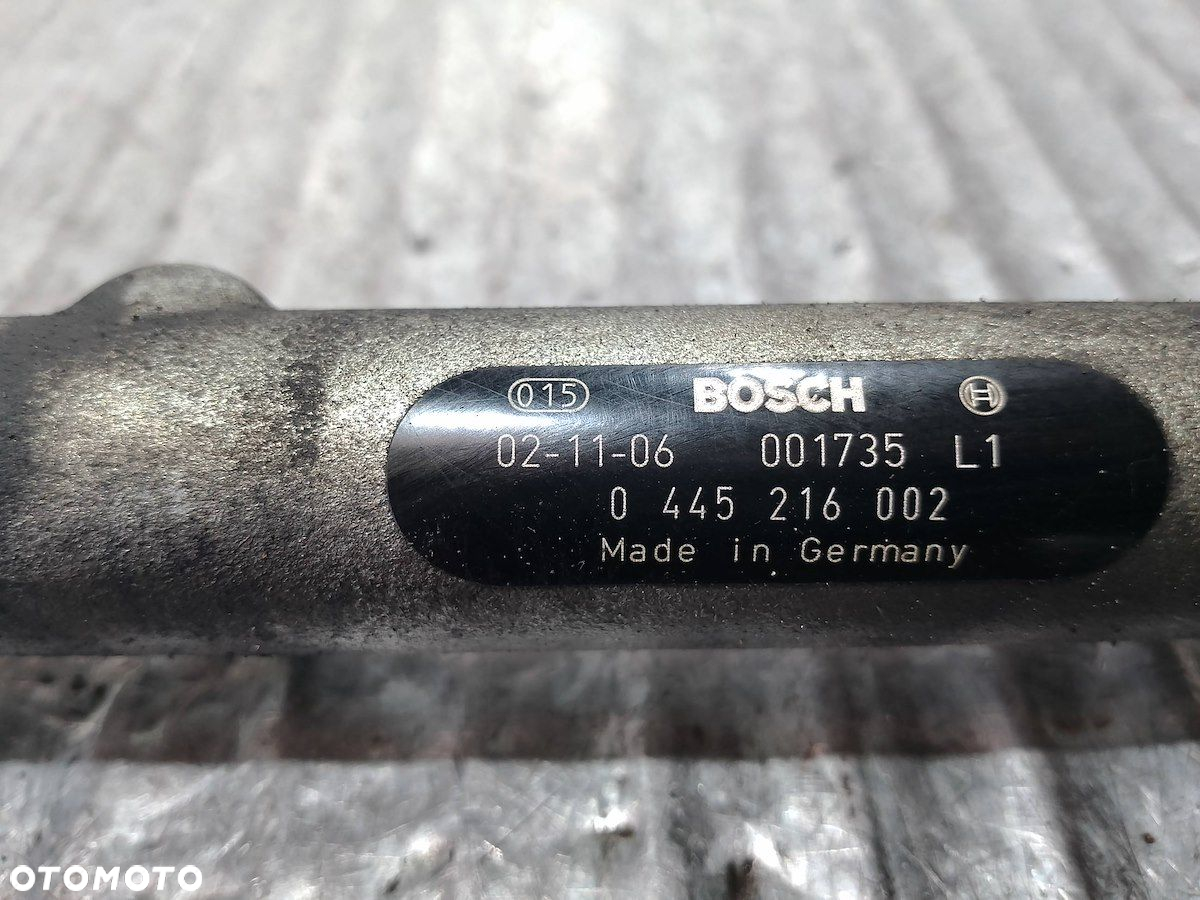 015 BOSCH H
02-11-06 001735 L1
0 445 216 002
Made in Germany
OTOMOTO